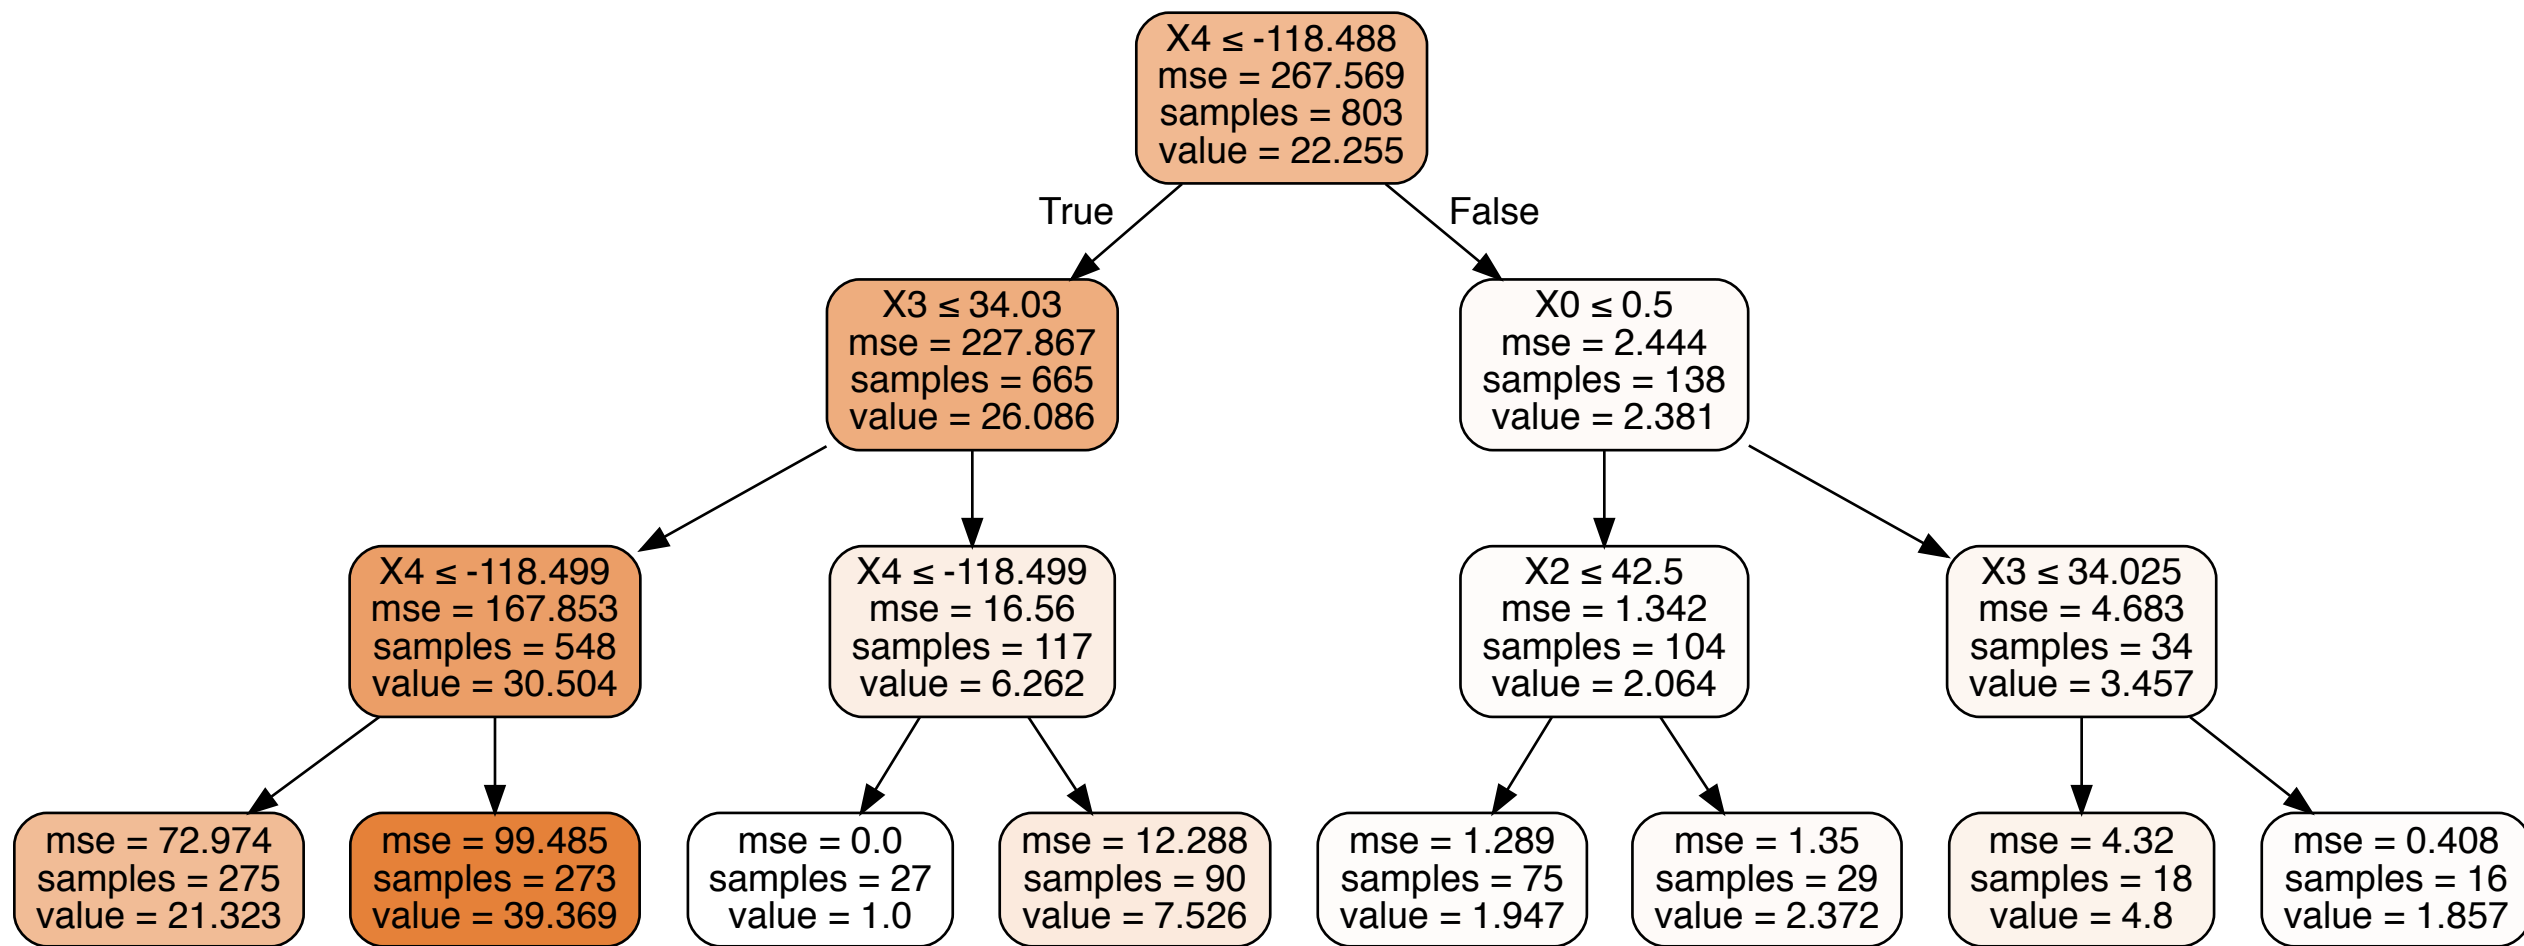 X4 ≤ -118.488
mse = 267.569
samples = 803
value = 22.255
True
False
X3 ≤ 34.03
mse = 227.867
samples = 665
value = 26.086
X0 ≤ 0.5
mse = 2.444
samples = 138
value = 2.381
X4 ≤ -118.499
mse = 167.853
samples = 548
value = 30.504
X4 ≤ -118.499
mse = 16.56
samples = 117
value = 6.262
X2 ≤ 42.5
mse = 1.342
samples = 104
value = 2.064
X3 ≤ 34.025
mse = 4.683
samples = 34
value = 3.457
mse = 72.974
samples = 275
value = 21.323
mse = 99.485
samples = 273
value = 39.369
mse = 0.0
samples = 27
value = 1.0
mse = 12.288
samples = 90
value = 7.526
mse = 1.289
samples = 75
value = 1.947
mse = 1.35
samples = 29
value = 2.372
mse = 4.32
samples = 18
value = 4.8
mse = 0.408
samples = 16
value = 1.857